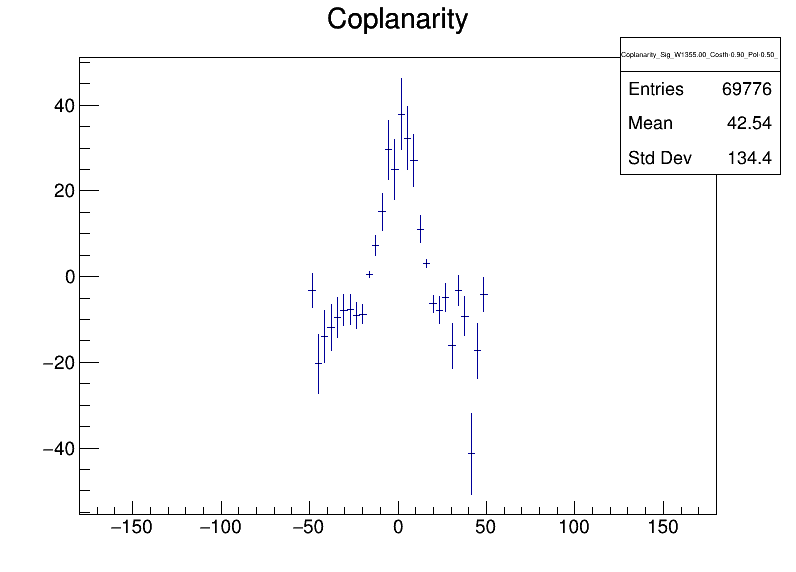 Coplanarity
Coplanarity_Sig_W1355.00_Costh-0.90_Pol-0.50_
Entries 69776
Mean 42.54
Std Dev 134.4
40
20
0
−20
−40
−150 −100 −50 0 50 100 150